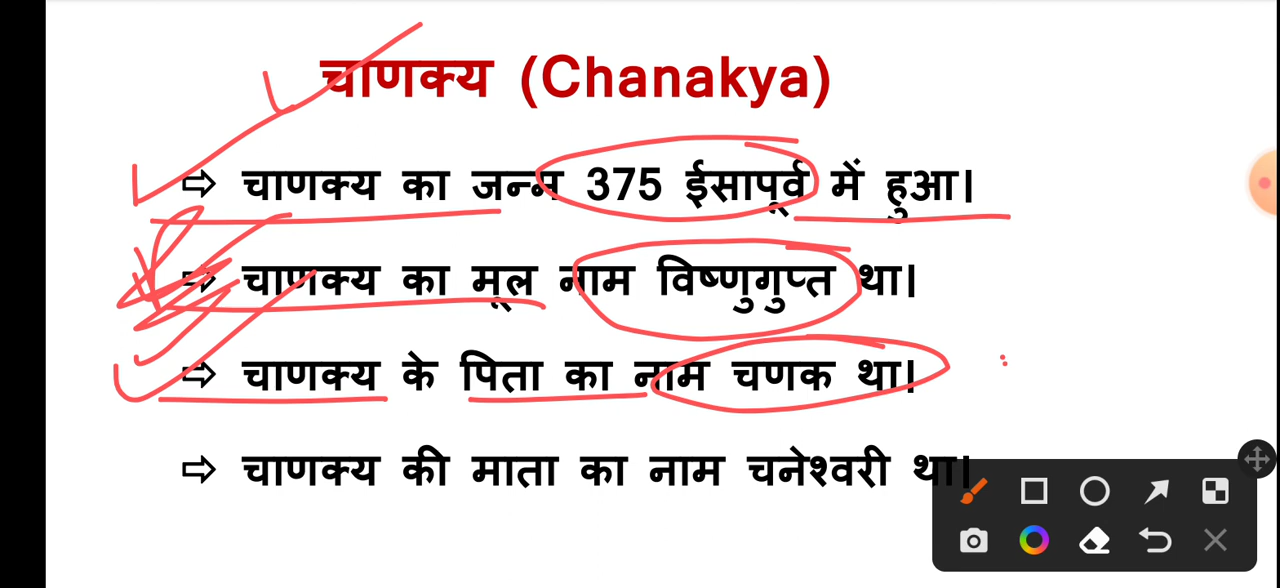 चाणक्य (Chanakya)
⇨ चाणक्य का जन्म 375 ईसापूर्व में हुआ।
⇨ चाणक्य का मूल नाम विष्णुगुप्त था।
⇨ चाणक्य के पिता का नाम चणक था।
⇨ चाणक्य की माता का नाम चनेश्वरी था।